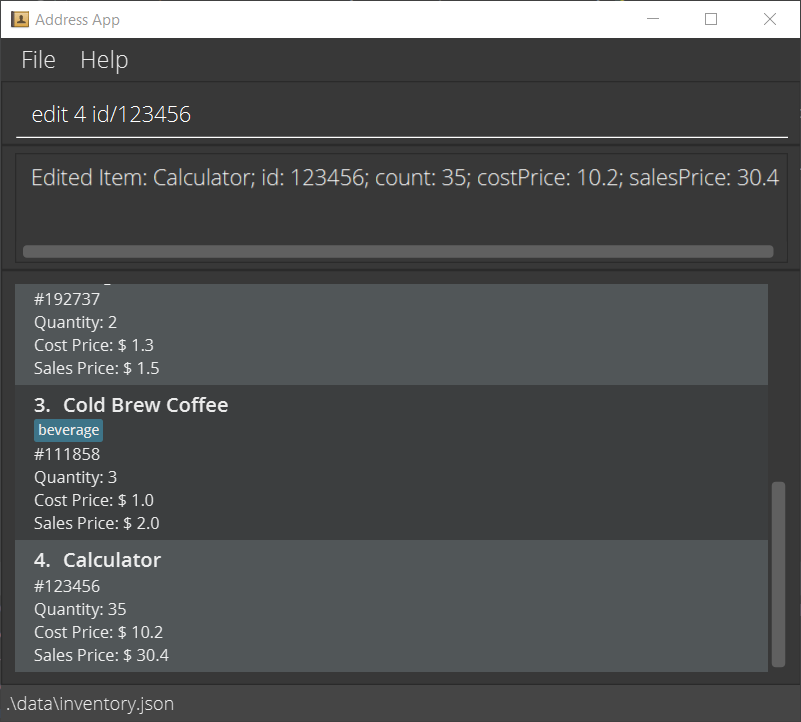 Address App
File Help
edit 4 id/123456
Edited Item: Calculator; id: 123456; count: 35; costPrice: 10.2; salesPrice: 30.4
#192737
Quantity: 2
Cost Price: $ 1.3
Sales Price: $ 1.5
3. Cold Brew Coffee
beverage
#111858
Quantity: 3
Cost Price: $ 1.0
Sales Price: $ 2.0
4. Calculator
#123456
Quantity: 35
Cost Price: $ 10.2
Sales Price: $ 30.4
.\data\inventory.json